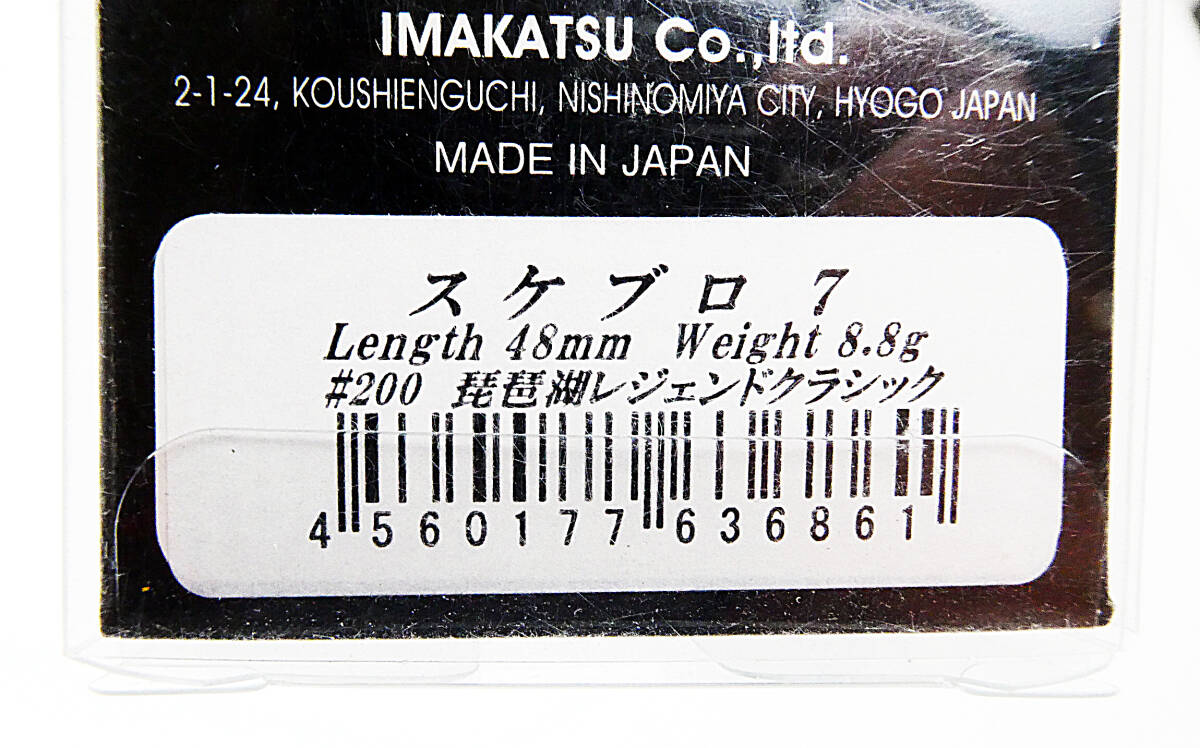 IMAKATSU Co.,ltd.
2-1-24, KOUSHIENGUCHI, NISHINOMIYA CITY, HYOGO JAPAN
MADE IN JAPAN
スケブロ 7
Length 48mm Weight 8.8g
#200 琵琶湖レジェンドクラシック
4 560177 636861